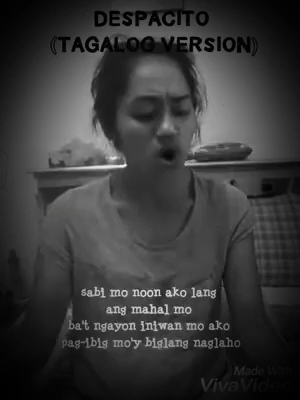 DESPACITO
《TAGALOG VERSION》
sabi mo noon ako lang
ang mahal mo
ba't ngayon iniwan mo ako
pag-ibig mo'y biglang naglaho
Made With
VivaVideo